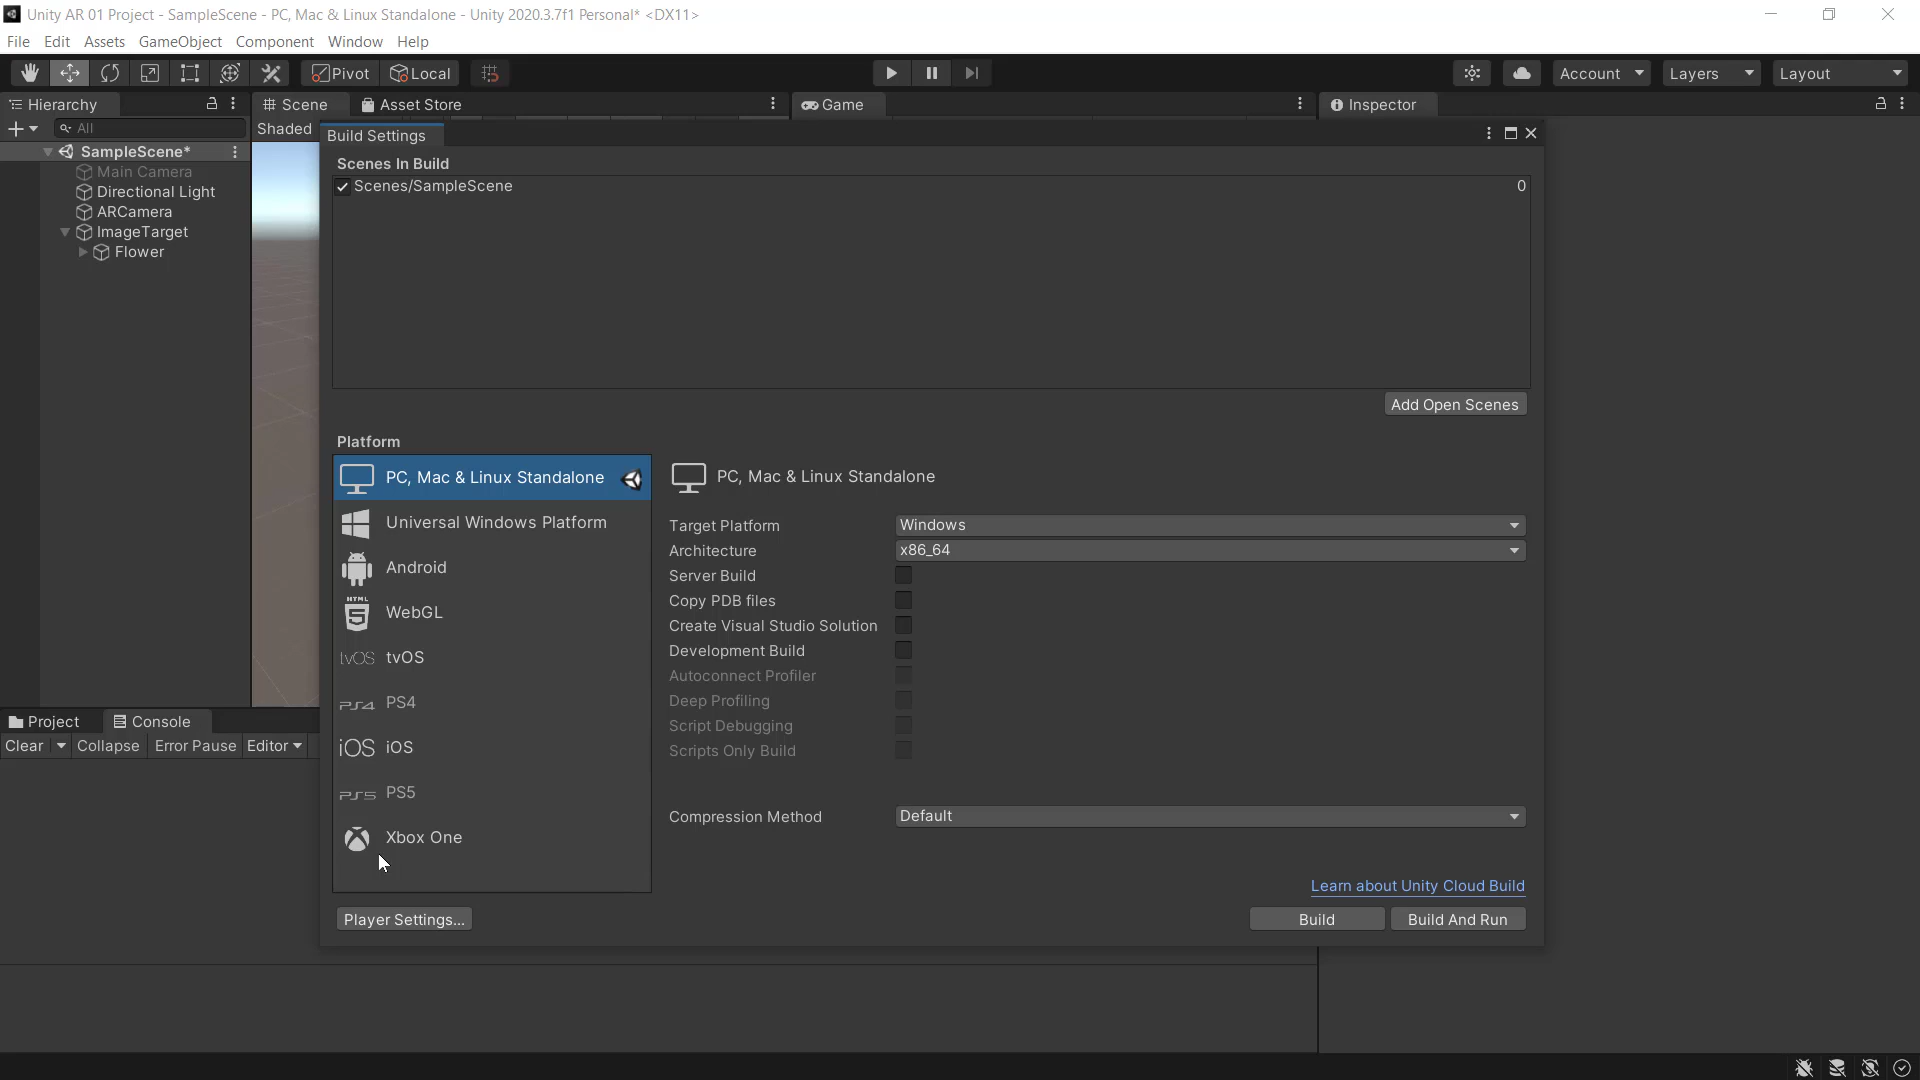 Unity AR 01 Project - SampleScene - PC, Mac & Linux Standalone - Unity 2020.3.7f1 Personal* <DX11>
File Edit Assets GameObject Component Window Help
Pivot Local Account Layers Layout
Hierarchy Scene Asset Store Game Inspector
All Shaded Build Settings
SampleScene*
Main Camera
Directional Light
ARCamera
ImageTarget
Flower
Scenes In Build
Scenes/SampleScene 0
Add Open Scenes
Platform
PC, Mac & Linux Standalone
Universal Windows Platform
Android
HTML 5 WebGL
tvOS tvOS
PS4 PS4
iOS iOS
PS5 PS5
Xbox One
PC, Mac & Linux Standalone
Target Platform Windows
Architecture x86_64
Server Build
Copy PDB files
Create Visual Studio Solution
Development Build
Autoconnect Profiler
Deep Profiling
Script Debugging
Scripts Only Build
Compression Method Default
Learn about Unity Cloud Build
Player Settings... Build Build And Run
Project Console
Clear Collapse Error Pause Editor